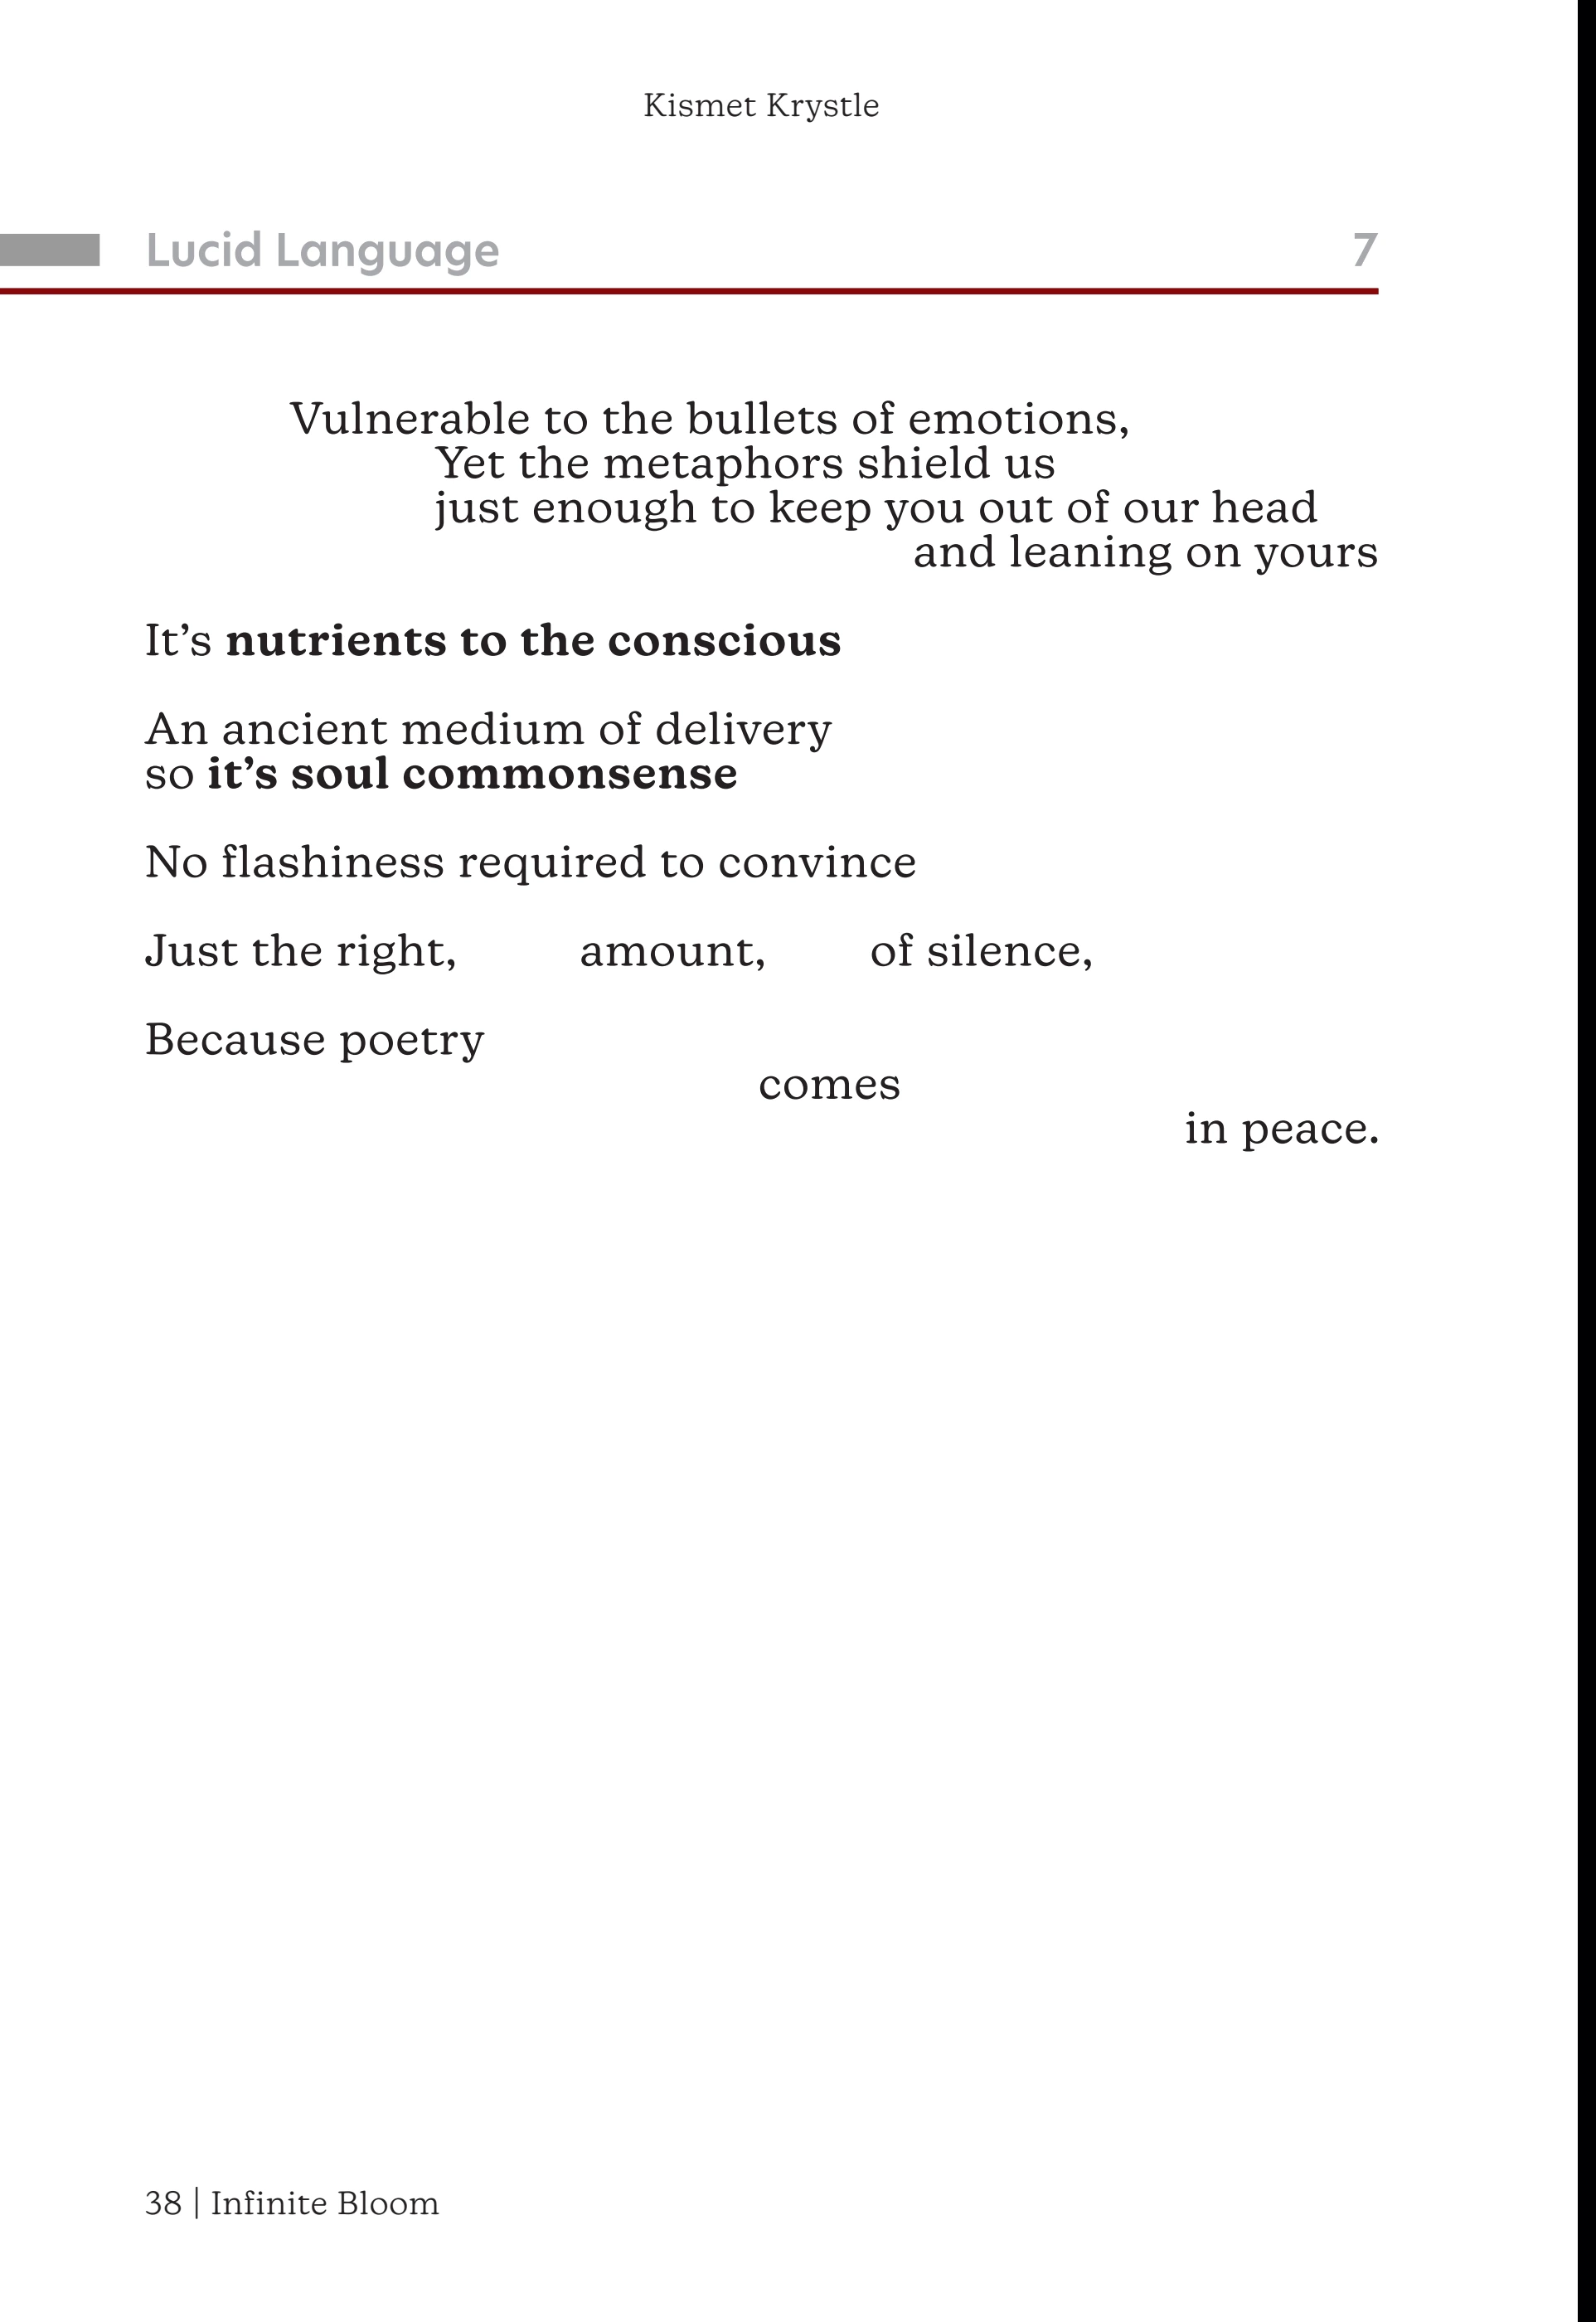 Kismet Krystle
Lucid Language 7
Vulnerable to the bullets of emotions,
Yet the metaphors shield us
just enough to keep you out of our head
and leaning on yours
It’s nutrients to the conscious
An ancient medium of delivery
so it’s soul commonsense
No flashiness required to convince
Just the right, amount, of silence,
Because poetry
comes
in peace.
38 | Infinite Bloom